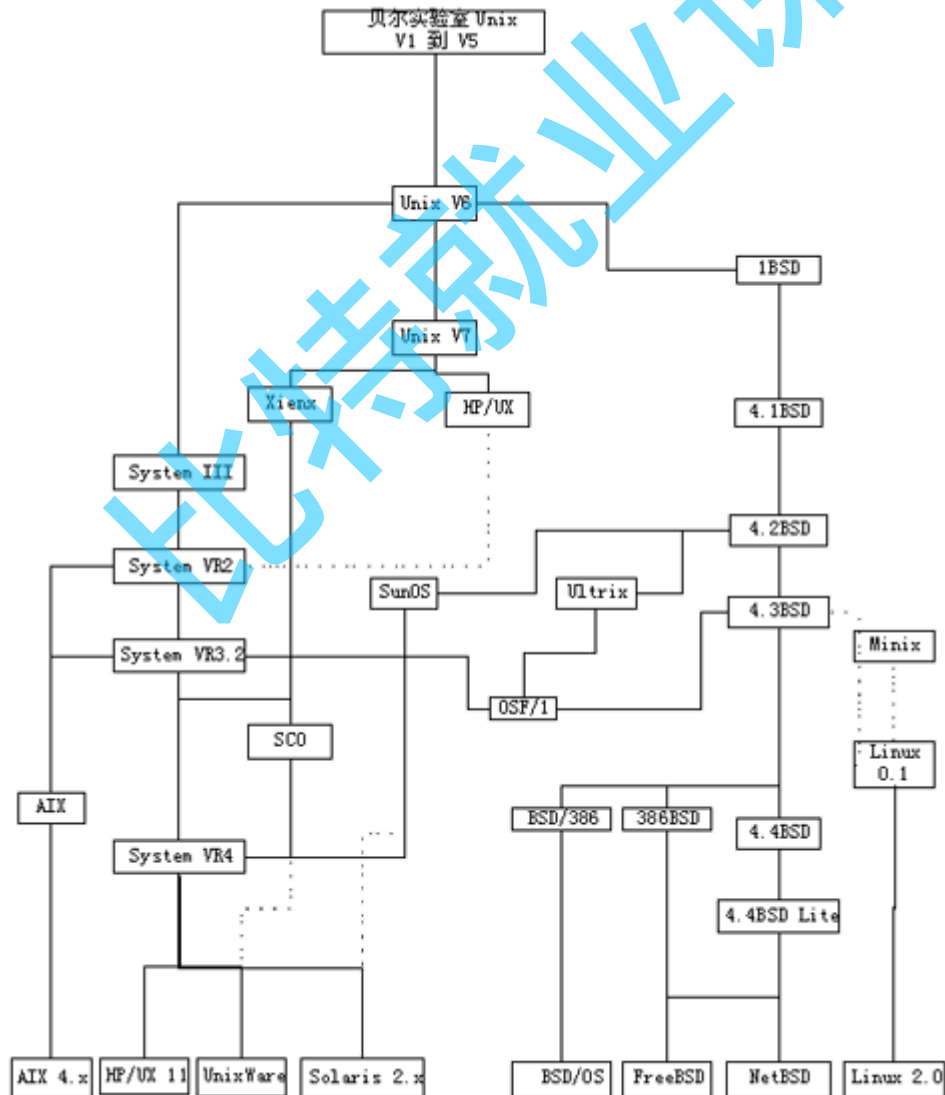 贝尔实验室 Unix
V1 到 V5
Unix V6
1BSD
Unix V7
Xienx
HP/UX
4.1BSD
System III
4.2BSD
System VR2
SunOS
Ultrix
4.3BSD
System VR3.2
Minix
OSF/1
SCO
Linux
0.1
AIX
BSD/386
386BSD
4.4BSD
System VR4
4.4BSD Lite
AIX 4.x
HP/UX 11
UnixWare
Solaris 2.x
BSD/OS
FreeBSD
NetBSD
Linux 2.0
比特就业课